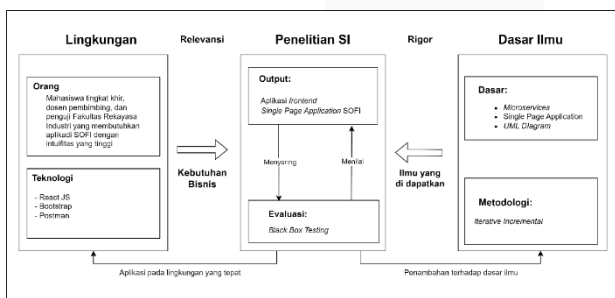 Lingkungan
Relevansi
Penelitian SI
Rigor
Dasar Ilmu
Orang
Mahasiswa tingkat khir,
dosen pembimbing, dan
penguji Fakultas Rekayasa
Industri yang membutuhkan
aplikadi SOFI dengan
intuifitas yang tinggi
Teknologi
- React JS
- Bootstrap
- Postman
Kebutuhan
Bisnis
Output:
Aplikasi frontend
Single Page Application SOFI
Menyaring
Menilai
Evaluasi:
Black Box Testing
Ilmu yang
di dapatkan
Dasar:
• Microservices
• Single Page Application
• UML Diagram
Metodologi:
Iterative Incremental
Aplikasi pada lingkungan yang tepat
Penambahan terhadap dasar ilmu